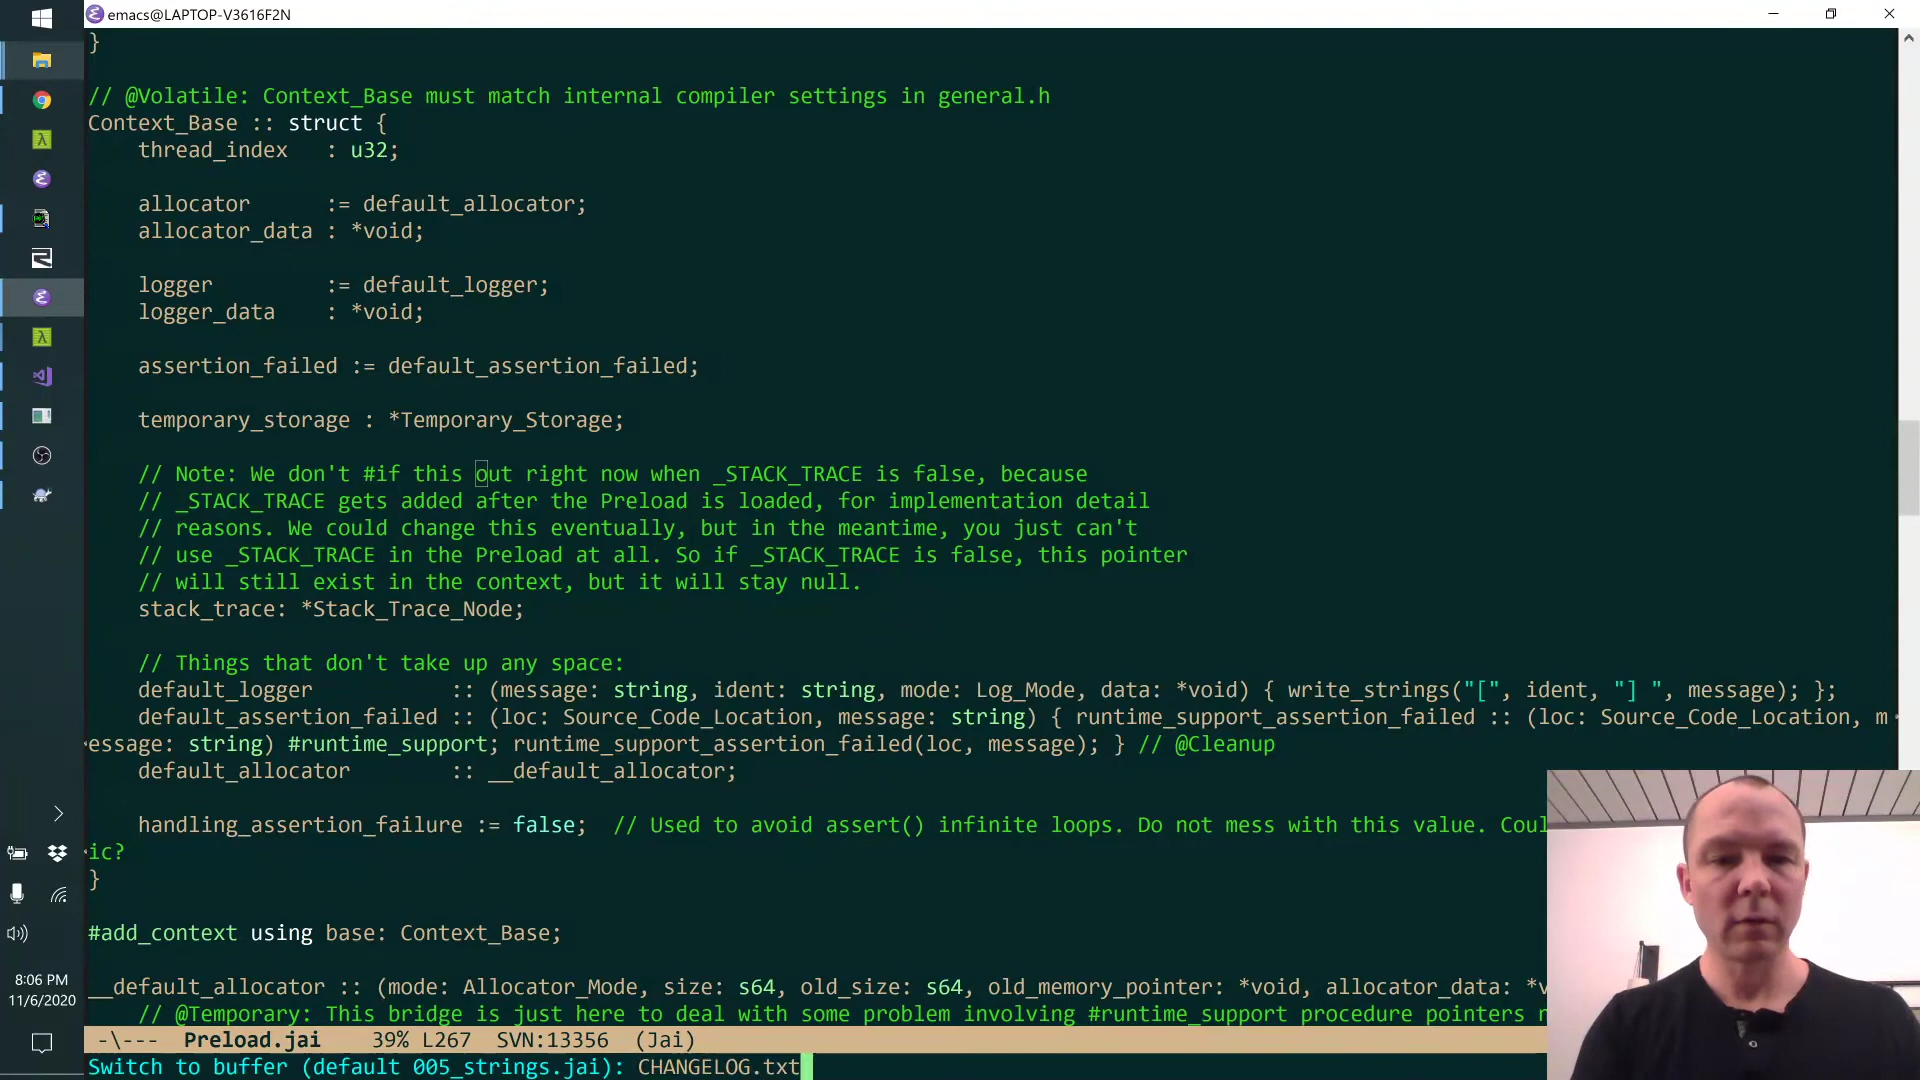 emacs@LAPTOP-V3616F2N
}
// @Volatile: Context_Base must match internal compiler settings in general.h
Context_Base :: struct {
    thread_index   : u32;
    allocator      := default_allocator;
    allocator_data : *void;
    logger         := default_logger;
    logger_data    : *void;
    assertion_failed := default_assertion_failed;
    temporary_storage : *Temporary_Storage;
    // Note: We don't #if this out right now when _STACK_TRACE is false, because
    // _STACK_TRACE gets added after the Preload is loaded, for implementation detail
    // reasons. We could change this eventually, but in the meantime, you just can't
    // use _STACK_TRACE in the Preload at all. So if _STACK_TRACE is false, this pointer
    // will still exist in the context, but it will stay null.
    stack_trace: *Stack_Trace_Node;
    // Things that don't take up any space:
    default_logger           :: (message: string, ident: string, mode: Log_Mode, data: *void) { write_strings("[", ident, "] ", message); };
    default_assertion_failed :: (loc: Source_Code_Location, message: string) { runtime_support_assertion_failed :: (loc: Source_Code_Location, m
essage: string) #runtime_support; runtime_support_assertion_failed(loc, message); } // @Cleanup
    default_allocator        :: __default_allocator;
    handling_assertion_failure := false;  // Used to avoid assert() infinite loops. Do not mess with this value. Coul
ic?
}
#add_context using base: Context_Base;
__default_allocator :: (mode: Allocator_Mode, size: s64, old_size: s64, old_memory_pointer: *void, allocator_data: *v
    // @Temporary: This bridge is just here to deal with some problem involving #runtime_support procedure pointers n
-\---  Preload.jai    39% L267  SVN:13356  (Jai)
Switch to buffer (default 005_strings.jai): CHANGELOG.txt
8:06 PM
11/6/2020